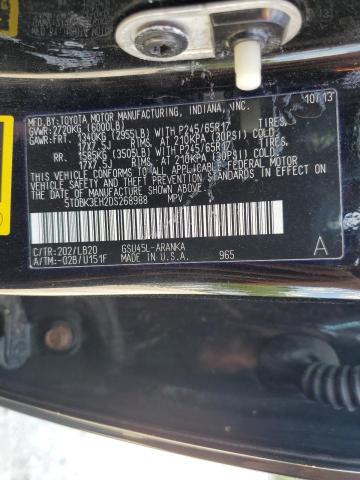 MFD. BY: TOYOTA MOTOR MANUFACTURING, INDIANA, INC. 10/13
GVWR: 2720KG (6000LB)
GAWR: FRT. 1340KG (2955LB) WITH P245/65R17 TIRES,
17X7.5J RIMS, AT 210KPA (30PSI) COLD
RR. 1585KG (3505LB) WITH P245/65R17 TIRES,
17X7.5J RIMS, AT 210KPA (30PSI) COLD
THIS VEHICLE CONFORMS TO ALL APPLICABLE FEDERAL MOTOR
VEHICLE SAFETY STANDARDS IN EFFECT ON THE
DATE OF MANUFACTURE SHOWN ABOVE.
5TDBK3EH2DS268988 MPV
C/TR:202/LB20 GSU45L-ARANKA
A/TM:-02B/U151F MADE IN U.S.A. 965 A